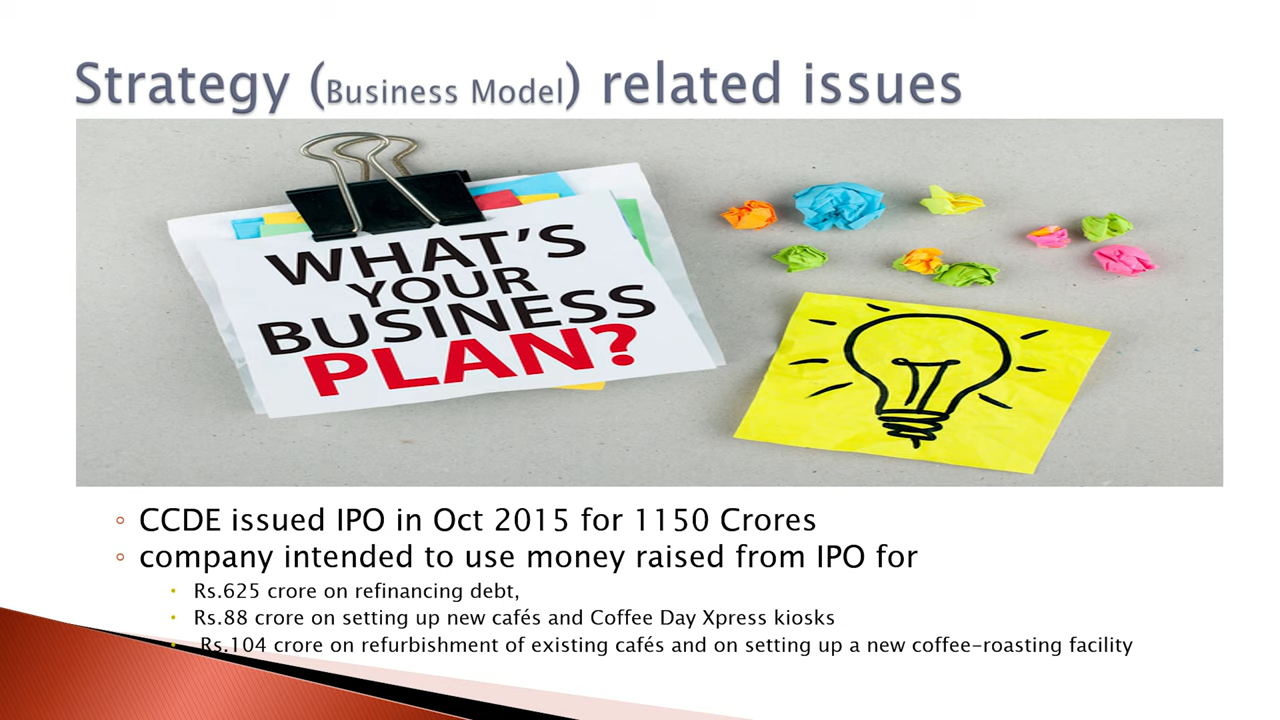 Strategy (Business Model) related issues
WHAT'S
YOUR
BUSINESS
PLAN?
CCDE issued IPO in Oct 2015 for 1150 Crores
company intended to use money raised from IPO for
Rs.625 crore on refinancing debt,
Rs.88 crore on setting up new cafés and Coffee Day Xpress kiosks
Rs.104 crore on refurbishment of existing cafés and on setting up a new coffee-roasting facility